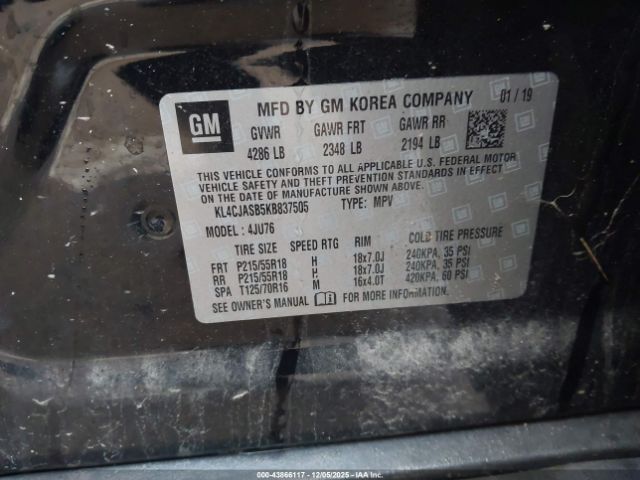 GM
MFD BY GM KOREA COMPANY 01 / 19
GVWR GAWR FRT GAWR RR
4286 LB 2348 LB 2194 LB
THIS VEHICLE CONFORMS TO ALL APPLICABLE U.S. FEDERAL MOTOR
VEHICLE SAFETY AND THEFT PREVENTION STANDARDS IN EFFECT
ON THE DATE OF MANUFACTURE SHOWN ABOVE.
KL4CJASB5KB837505 TYPE: MPV
MODEL : 4JU76
TIRE SIZE SPEED RTG RIM COLD TIRE PRESSURE
FRT P215/55R18 H 18x7.0J 240KPA, 35 PSI
RR P215/55R18 H 18x7.0J 240KPA, 35 PSI
SPA T125/70R16 M 16x4.0T 420KPA, 60 PSI
SEE OWNER'S MANUAL FOR MORE INFORMATION.
000-43866117 - 12/05/2025 - IAAI, Inc.